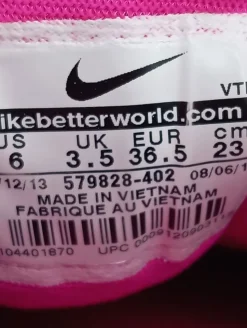 VT
ikebetterworld.com
US UK EUR cm
6 3.5 36.5 23
/12/13 579828-402 08/06/1
MADE IN VIETNAM
FABRIQUE AU VIETNAM
UPC